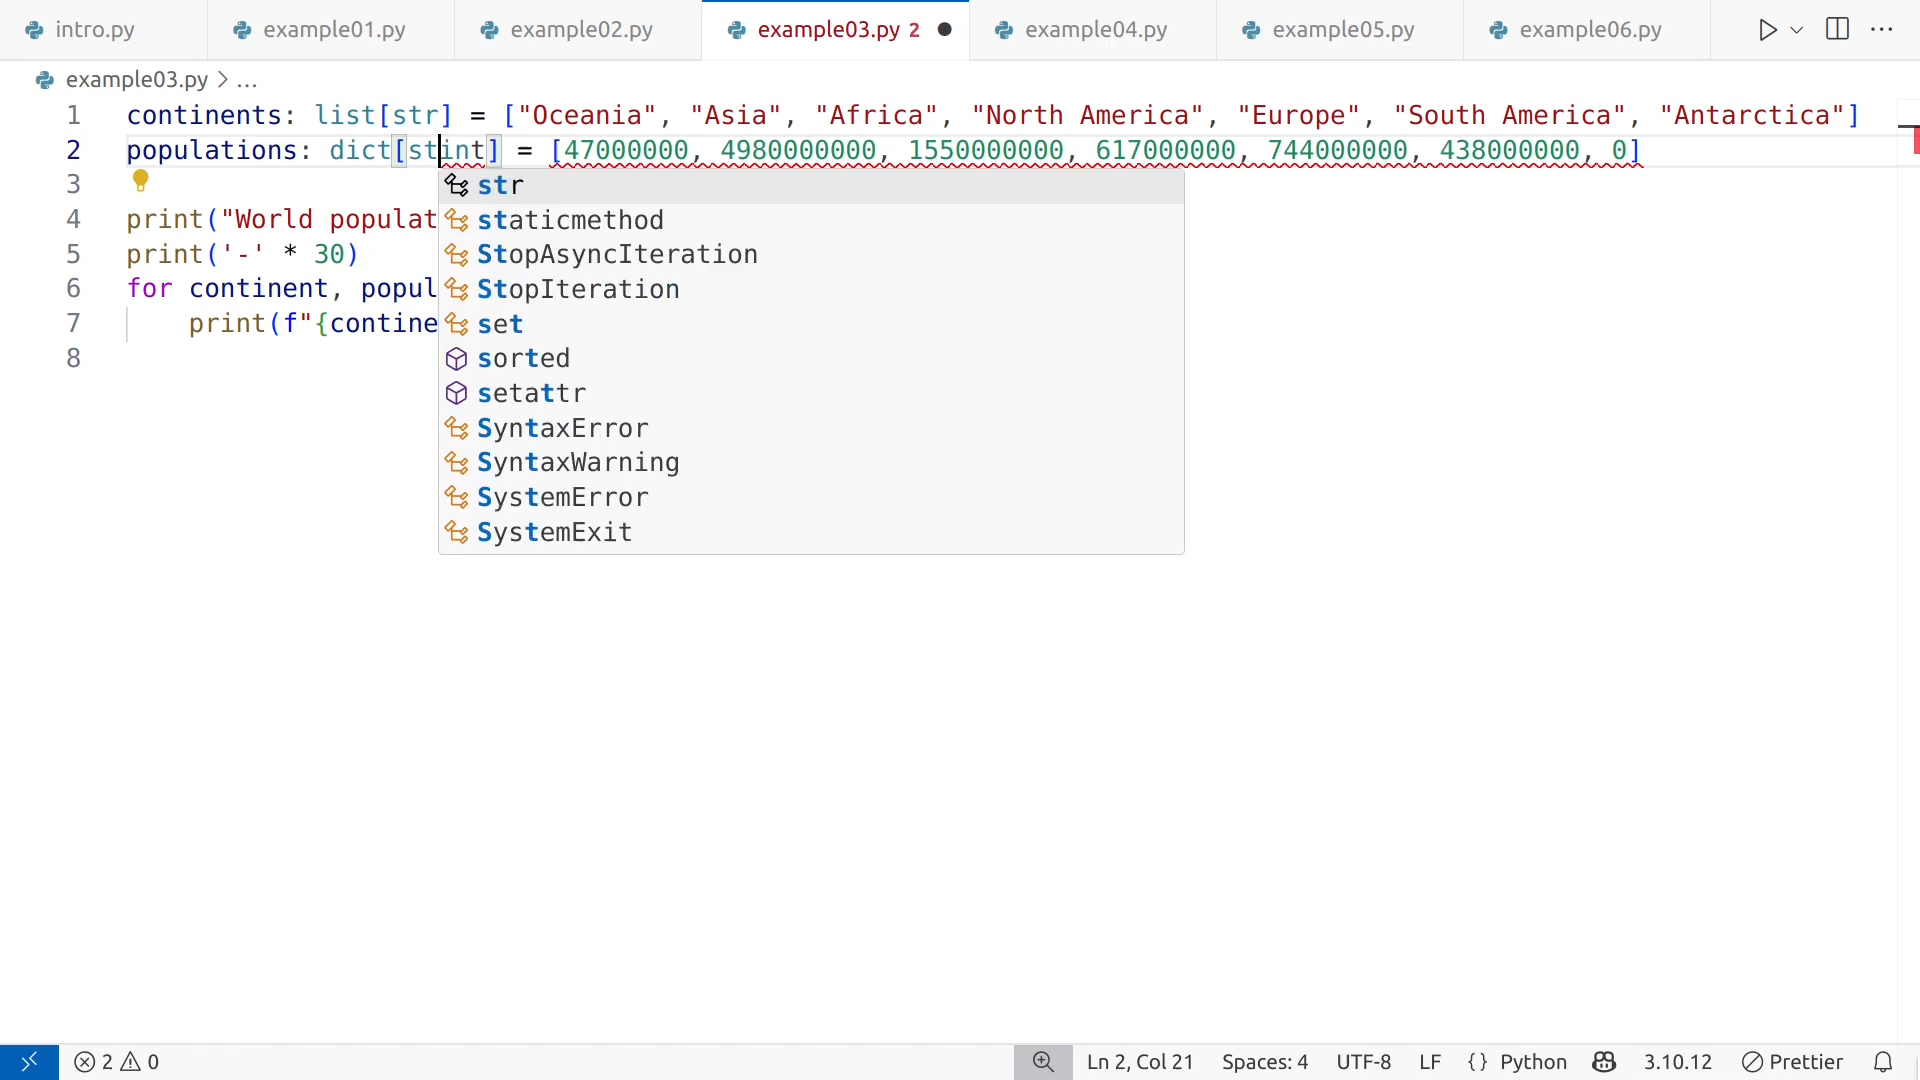 intro.py example01.py example02.py example03.py 2 example04.py example05.py example06.py
example03.py > ...
1 continents: list[str] = ["Oceania", "Asia", "Africa", "North America", "Europe", "South America", "Antarctica"]
2 populations: dict[stint] = [47000000, 4980000000, 1550000000, 617000000, 744000000, 438000000, 0]
3
4 print("World populat
5 print('-' * 30)
6 for continent, popul
7 print(f"{contine
8
str
staticmethod
StopAsyncIteration
StopIteration
set
sorted
setattr
SyntaxError
SyntaxWarning
SystemError
SystemExit
2 0 Ln 2, Col 21 Spaces: 4 UTF-8 LF {} Python 3.10.12 Prettier